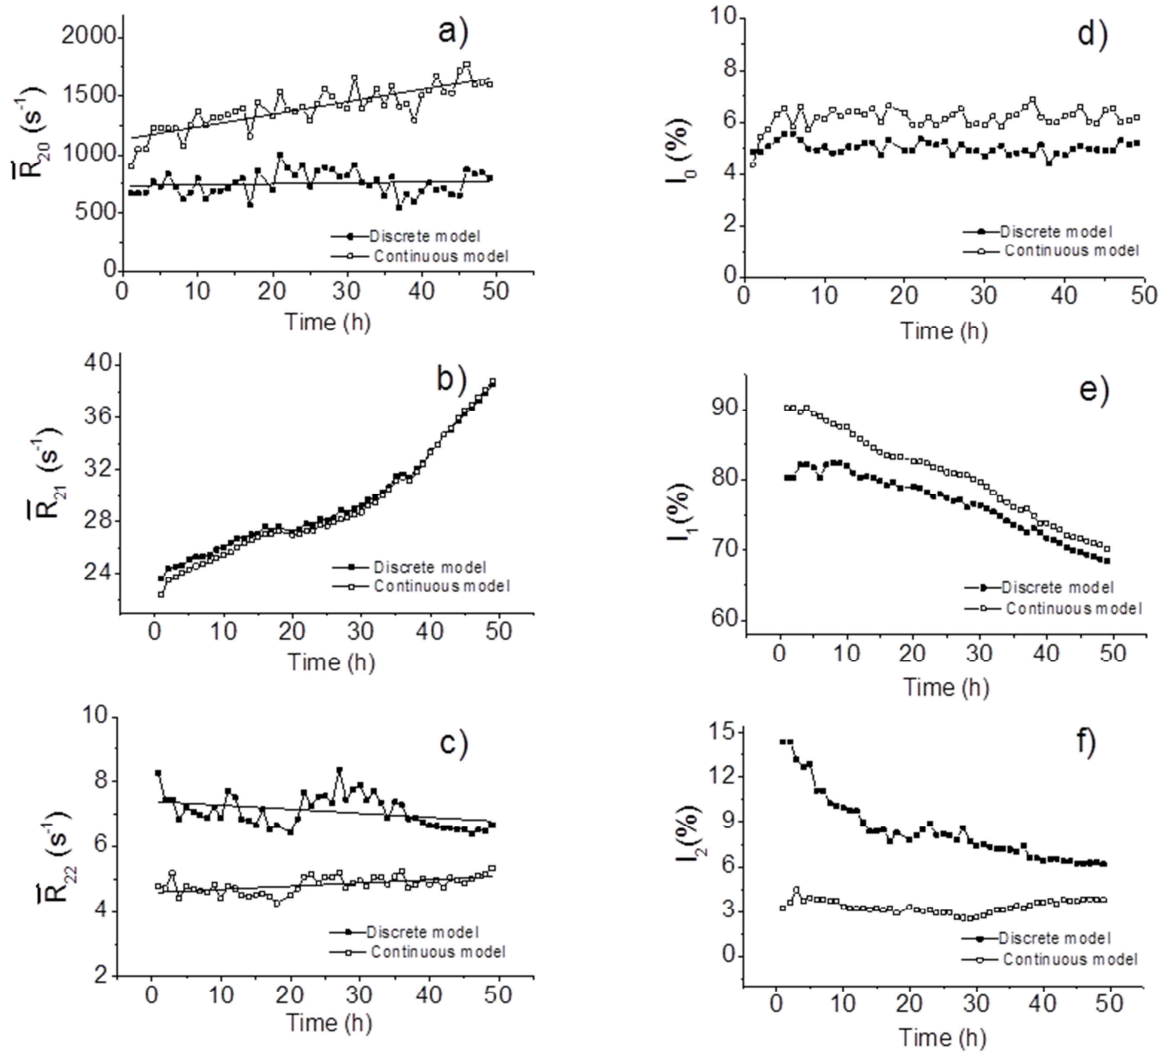 a)
R̅₂₀ (s⁻¹)
2000
1500
1000
500
0
Discrete model
Continuous model
0 10 20 30 40 50
Time (h)
d)
I₀ (%)
10
8
6
4
2
0
Discrete model
Continuous model
0 10 20 30 40 50
Time (h)
b)
R̅₂₁ (s⁻¹)
40
36
32
28
24
Discrete model
Continuous model
0 10 20 30 40 50
Time (h)
e)
I₁(%)
90
80
70
60
Discrete model
Continuous model
0 10 20 30 40 50
Time (h)
c)
R̅₂₂ (s⁻¹)
10
8
6
4
2
Discrete model
Continuous model
0 10 20 30 40 50
Time (h)
f)
I₂(%)
15
12
9
6
3
0
Discrete model
Continuous model
0 10 20 30 40 50
Time (h)